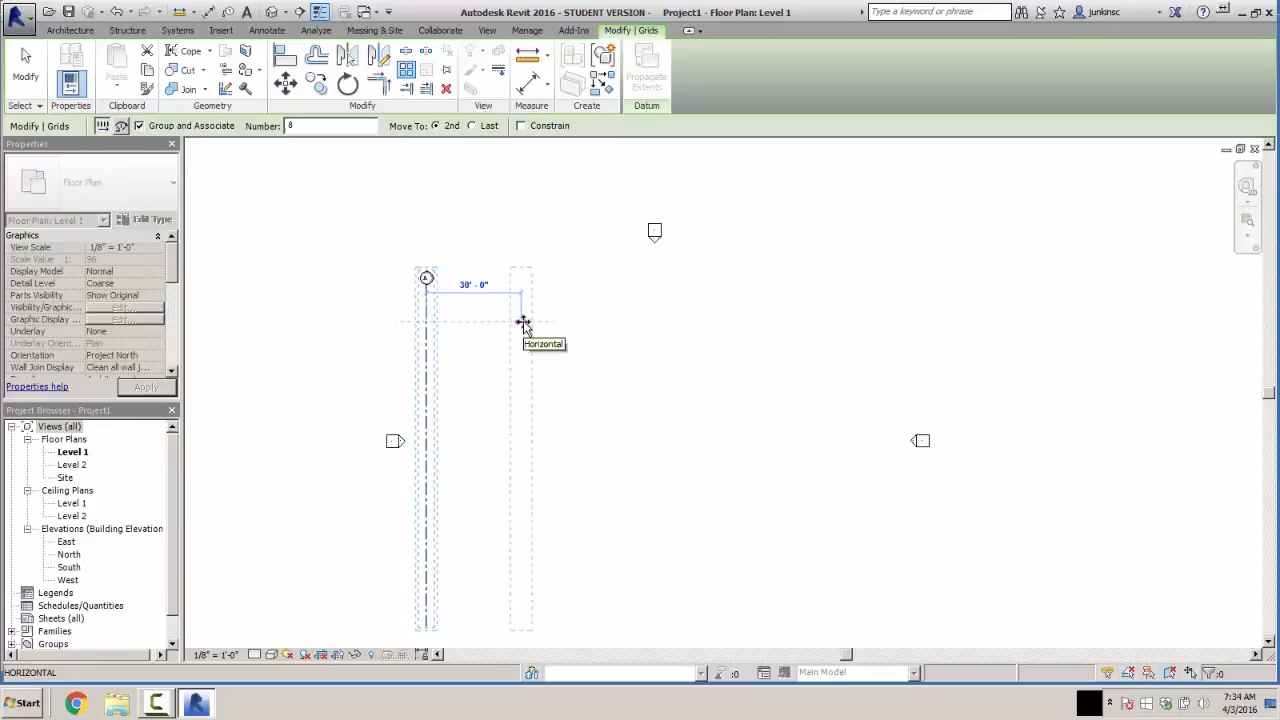 Autodesk Revit 2016 - STUDENT VERSION - Project1 - Floor Plan: Level 1
Type a keyword or phrase
junkinsc
Architecture Structure Systems Insert Annotate Analyze Massing & Site Collaborate View Manage Add-Ins Modify | Grids
Modify
Paste
Cope
Cut
Join
Propagate
Extents
Select Properties Clipboard Geometry Modify View Measure Create Datum
Modify | Grids Group and Associate Number: 8 Move To: 2nd Last Constrain
Properties
Floor Plan
Floor Plan: Level 1 Edit Type
Graphics
View Scale 1/8" = 1'-0"
Scale Value 1: 96
Display Model Normal
Detail Level Coarse
Parts Visibility Show Original
Visibility/Graphic... Edit...
Graphic Display ... Edit...
Underlay None
Underlay Orien... Plan
Orientation Project North
Wall Join Display Clean all wall j...
Properties help Apply
Project Browser - Project1
Views (all)
Floor Plans
Level 1
Level 2
Site
Ceiling Plans
Level 1
Level 2
Elevations (Building Elevation
East
North
South
West
Legends
Schedules/Quantities
Sheets (all)
Families
Groups
30' - 0"
Horizontal
1/8" = 1'-0"
HORIZONTAL
:0
Main Model
:0
Start
7:34 AM
4/3/2016